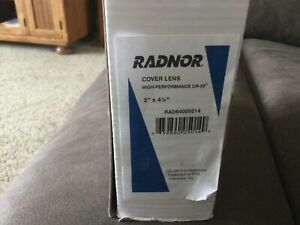 RADNOR
COVER LENS
HIGH-PERFORMANCE CR-39®
2" x 4¼"
RAD64005014